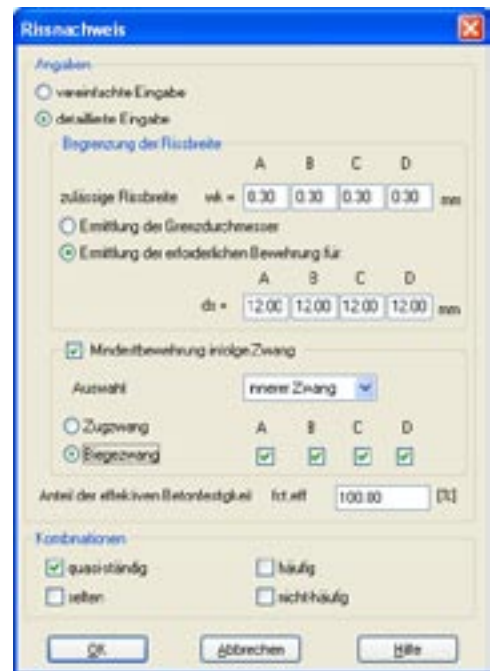 Rissnachweis
Angaben
vereinfachte Eingabe
detaillierte Eingabe
Begrenzung der Rissbreite
A B C D
zulässige Rissbreite wk = 0.30 0.30 0.30 0.30 mm
Ermittlung der Grenzdurchmesser
Ermittlung der erforderlichen Bewehrung für
A B C D
ds = 12.00 12.00 12.00 12.00 mm
Mindestbewehrung infolge Zwang
Auswahl innerer Zwang
Zugzwang A B C D
Biegezwang
Anteil der effektiven Betonfestigkeit fct.eff 100.00 [%]
Kombinationen
quasi-ständig häufig
selten nicht-häufig
OK Abbrechen Hilfe